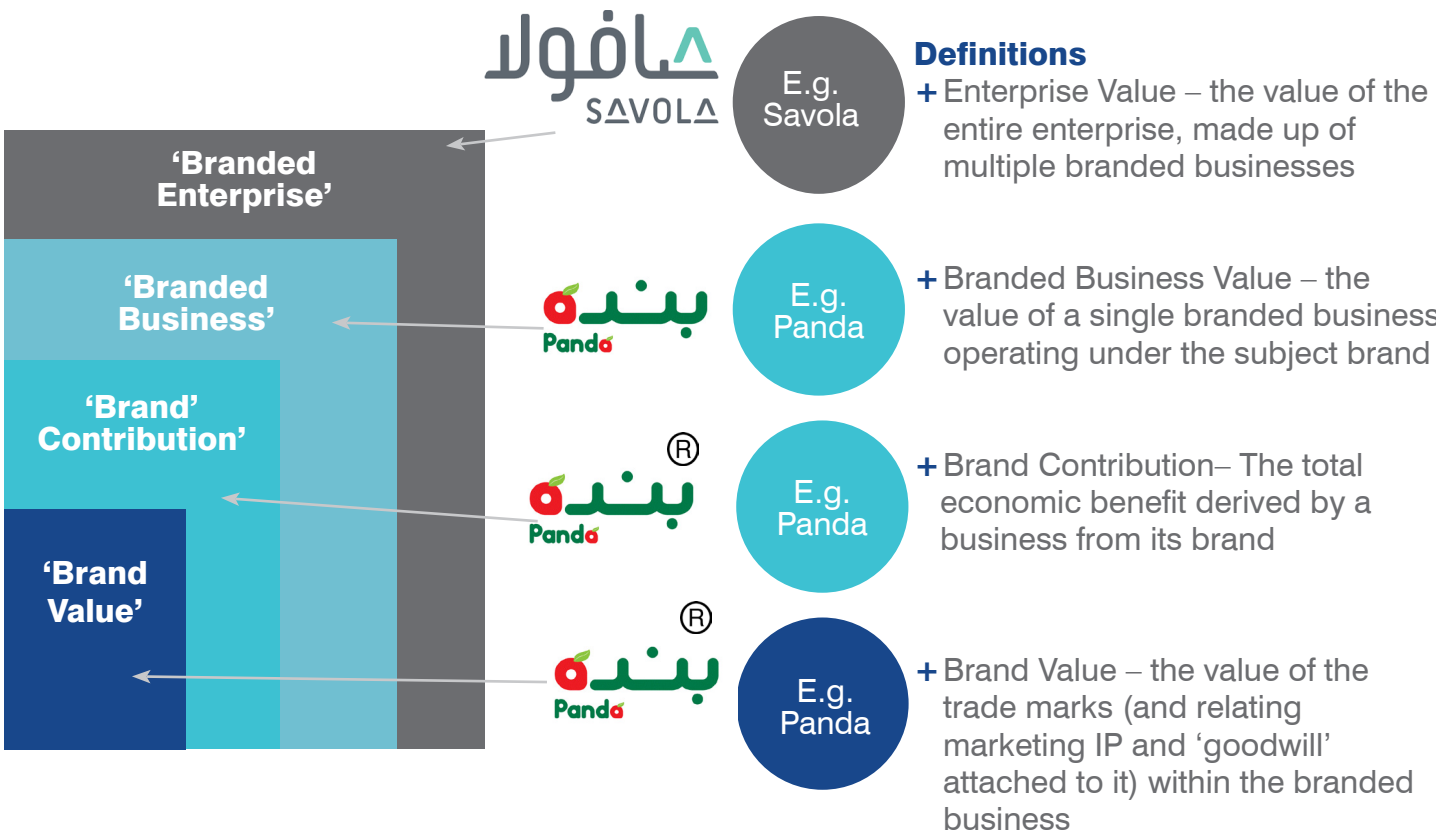 ‘Branded
Enterprise’
‘Branded
Business’
‘Brand’
Contribution’
‘Brand
Value’
سافولا
SAVOLA
بنده
Panda
®
بنده
Panda
®
بنده
Panda
E.g.
Savola
E.g.
Panda
E.g.
Panda
E.g.
Panda
Definitions
+ Enterprise Value – the value of the
entire enterprise, made up of
multiple branded businesses
+ Branded Business Value – the
value of a single branded business
operating under the subject brand
+ Brand Contribution– The total
economic benefit derived by a
business from its brand
+ Brand Value – the value of the
trade marks (and relating
marketing IP and ‘goodwill’
attached to it) within the branded
business